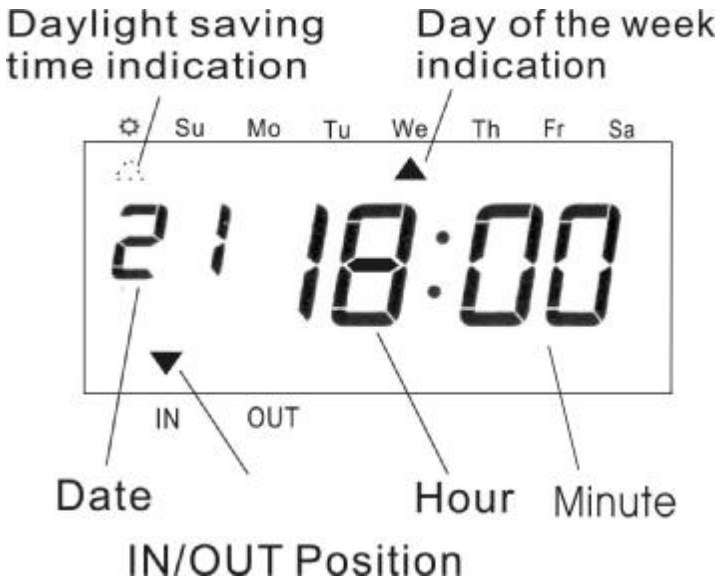 Daylight saving
time indication
Day of the week
indication
Su Mo Tu We Th Fr Sa
21 18:00
IN OUT
Date
Hour
Minute
IN/OUT Position